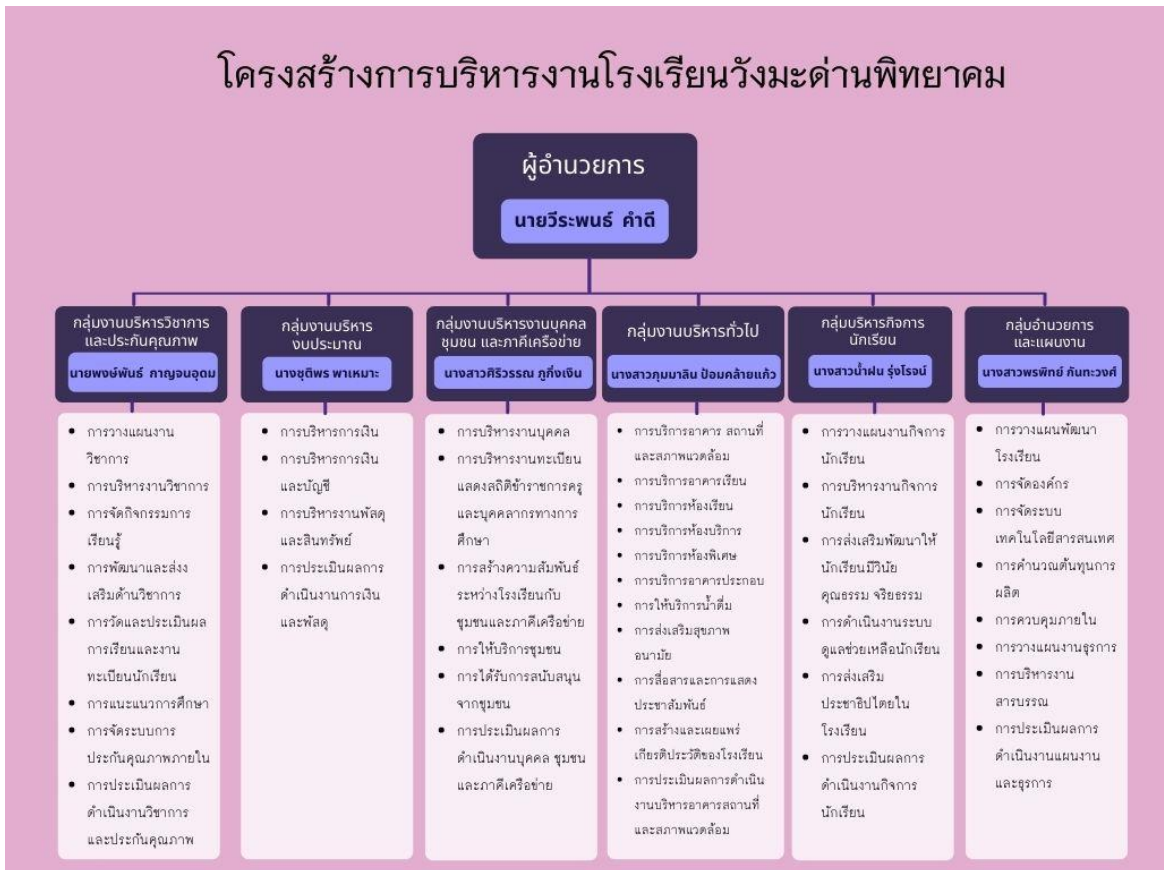 โครงสร้างการบริหารงานโรงเรียนวังมะด่านพิทยาคม
ผู้อำนวยการ
นายวีระพนธ์ คำดี
กลุ่มงานบริหารวิชาการ
และประกันคุณภาพ
นายพงษ์พันธ์ กาญจนอุดม
• การวางแผนงาน
วิชาการ
• การบริหารงานวิชาการ
• การจัดกิจกรรมการ
เรียนรู้
• การพัฒนาและส่งง
เสริมด้านวิชาการ
• การวัดและประเมินผล
การเรียนและงาน
ทะเบียนนักเรียน
• การแนะแนวการศึกษา
• การจัดระบบการ
ประกันคุณภาพภายใน
• การประเมินผลการ
ดำเนินงานวิชาการ
และประกันคุณภาพ
กลุ่มงานบริหาร
งบประมาณ
นางชุติพร พาเหมาะ
• การบริหารการเงิน
• การบริหารการเงิน
และบัญชี
• การบริหารงานพัสดุ
และสินทรัพย์
• การประเมินผลการ
ดำเนินงานการเงิน
และพัสดุ
กลุ่มงานบริหารงานบุคคล
ชุมชน และภาคีเครือข่าย
นางสาวศิริวรรณ ภูกิ่งเงิน
• การบริหารงานบุคคล
• การบริหารงานทะเบียน
แสดงสถิติข้าราชการครู
และบุคคลากรทางการ
ศึกษา
• การสร้างความสัมพันธ์
ระหว่างโรงเรียนกับ
ชุมชนและภาคีเครือข่าย
• การให้บริการชุมชน
• การได้รับการสนับสนุน
จากชุมชน
• การประเมินผลการ
ดำเนินงานบุคคล ชุมชน
และภาคีเครือข่าย
กลุ่มงานบริหารทั่วไป
นางสาวภุมมาลิน ป้อมคล้ายแก้ว
• การบริการอาคาร สถานที่
และสภาพแวดล้อม
• การบริการอาคารเรียน
• การบริการห้องเรียน
• การบริการห้องบริการ
• การบริการห้องพิเศษ
• การบริการอาคารประกอบ
• การให้บริการน้ำดื่ม
• การส่งเสริมสุขภาพ
อนามัย
• การสื่อสารและการแสดง
ประชาสัมพันธ์
• การสร้างและเผยแพร่
เกียรติประวัติของโรงเรียน
• การประเมินผลการดำเนิน
งานบริหารอาคารสถานที่
และสภาพแวดล้อม
กลุ่มบริหารกิจการ
นักเรียน
นางสาวน้ำฝน รุ่งโรจน์
• การวางแผนงานกิจการ
นักเรียน
• การบริหารงานกิจการ
นักเรียน
• การส่งเสริมพัฒนาให้
นักเรียนมีวินัย
คุณธรรม จริยธรรม
• การดำเนินงานระบบ
ดูแลช่วยเหลือนักเรียน
• การส่งเสริม
ประชาธิปไตยใน
โรงเรียน
• การประเมินผลการ
ดำเนินงานกิจการ
นักเรียน
กลุ่มอำนวยการ
และแผนงาน
นางสาวพรพิทย์ กันทะวงศ์
• การวางแผนพัฒนา
โรงเรียน
• การจัดองค์กร
• การจัดระบบ
เทคโนโลยีสารสนเทศ
• การคำนวณต้นทุนการ
ผลิต
• การควบคุมภายใน
• การวางแผนงานธุรการ
• การบริหารงาน
สารบรรณ
• การประเมินผลการ
ดำเนินงานแผนงาน
และธุรการ